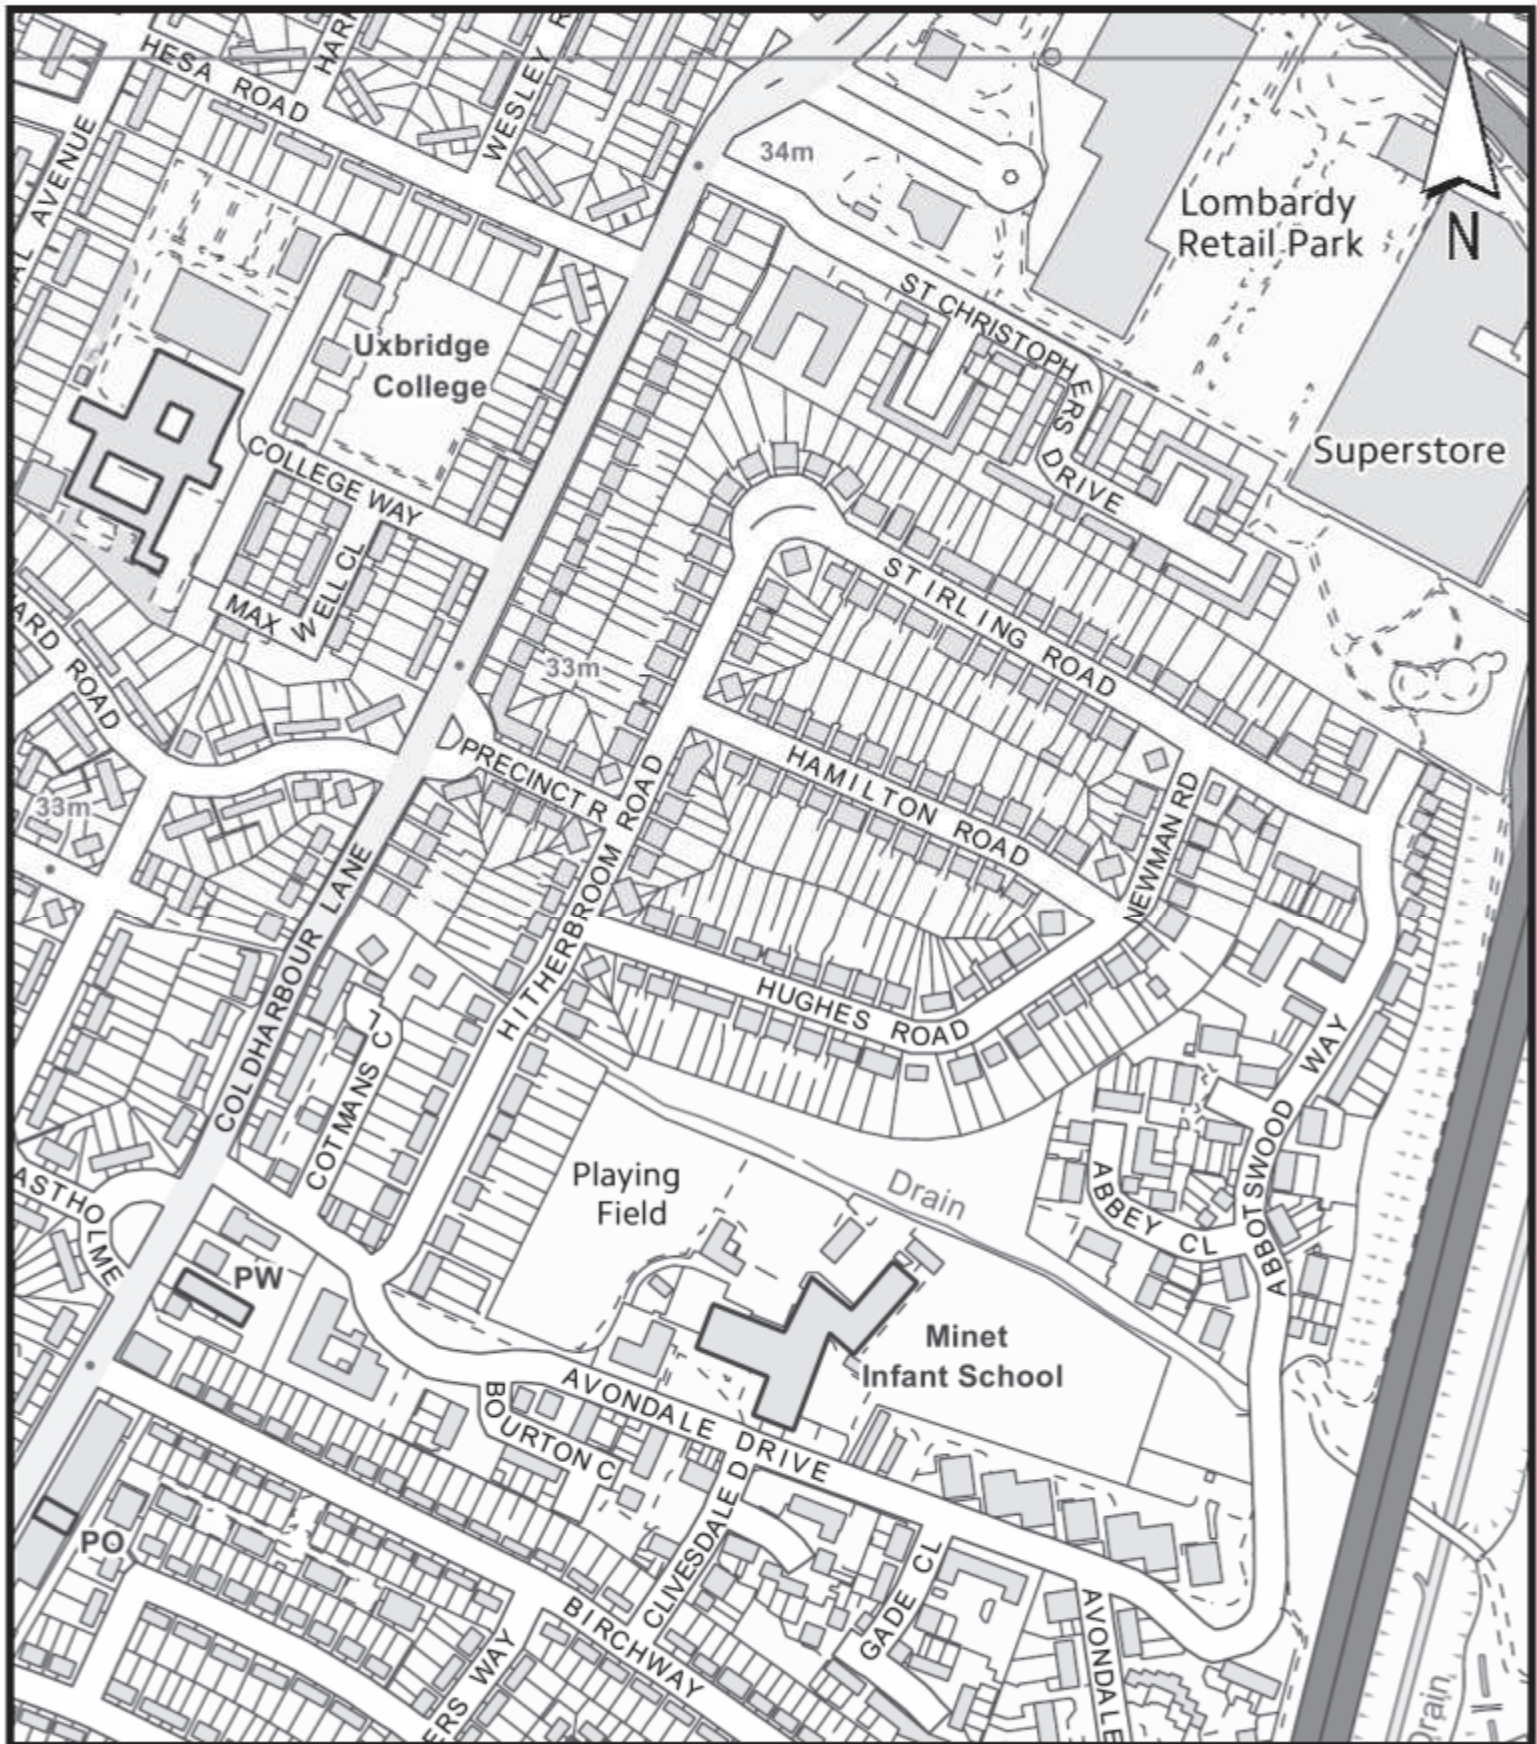 HESA ROAD
WESLEY R
AVENUE
34m
Lombardy
Retail Park
N
ST CHRISTOPHERS DRIVE
Uxbridge
College
Superstore
COLLEGE WAY
MAX WELL CL
STIRLING ROAD
33m
ARD ROAD
PRECINCT R
HAMILTON ROAD
NEWMAN RD
33m
HITHERBROOM ROAD
COLDHARBOUR LANE
HUGHES ROAD
COTMANS CL
ABBOTSWOOD WAY
Playing
Field
Drain
ABBEY CL
ASTHOLME
PW
Minet
Infant School
AVONDALE DRIVE
BOURTON C
CLIVESDALE D
PO
GADE CL
BIRCHWAY
AVONDALE
ERS WAY
Drain